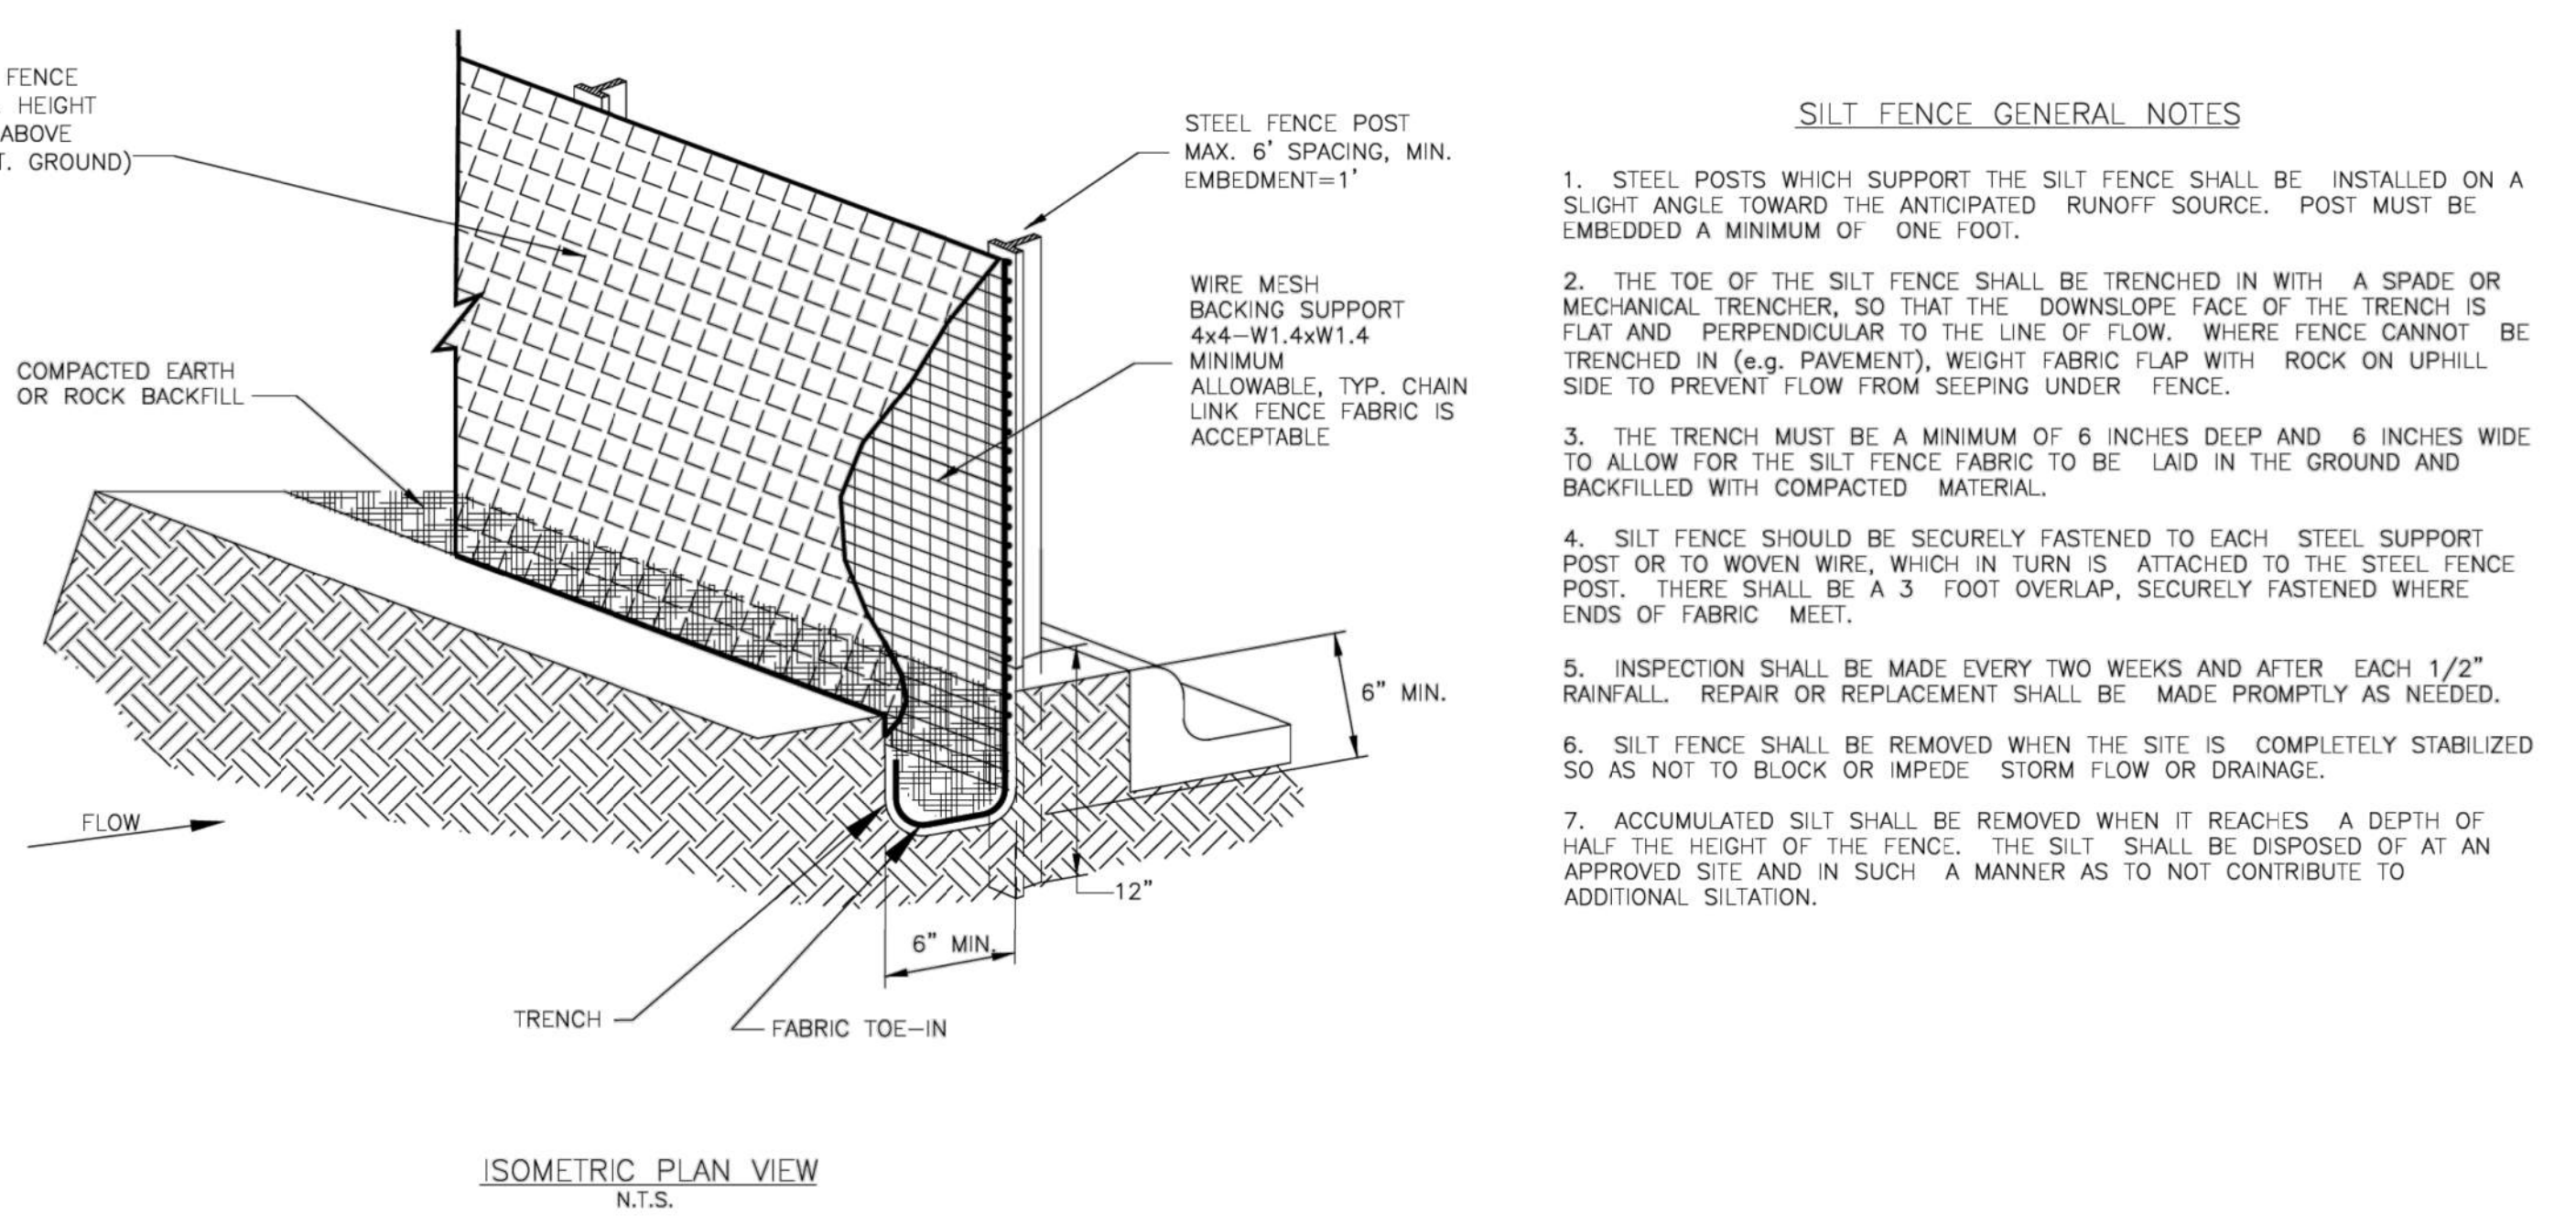 FENCE
HEIGHT
ABOVE
T. GROUND)
COMPACTED EARTH
OR ROCK BACKFILL
FLOW
STEEL FENCE POST
MAX. 6' SPACING, MIN.
EMBEDMENT=1'
WIRE MESH
BACKING SUPPORT
4x4-W1.4xW1.4
MINIMUM
ALLOWABLE, TYP. CHAIN
LINK FENCE FABRIC IS
ACCEPTABLE
6" MIN.
12"
6" MIN.
TRENCH
FABRIC TOE-IN
ISOMETRIC PLAN VIEW
N.T.S.
SILT FENCE GENERAL NOTES
1. STEEL POSTS WHICH SUPPORT THE SILT FENCE SHALL BE INSTALLED ON A
SLIGHT ANGLE TOWARD THE ANTICIPATED RUNOFF SOURCE. POST MUST BE
EMBEDDED A MINIMUM OF ONE FOOT.
2. THE TOE OF THE SILT FENCE SHALL BE TRENCHED IN WITH A SPADE OR
MECHANICAL TRENCHER, SO THAT THE DOWNSLOPE FACE OF THE TRENCH IS
FLAT AND PERPENDICULAR TO THE LINE OF FLOW. WHERE FENCE CANNOT BE
TRENCHED IN (e.g. PAVEMENT), WEIGHT FABRIC FLAP WITH ROCK ON UPHILL
SIDE TO PREVENT FLOW FROM SEEPING UNDER FENCE.
3. THE TRENCH MUST BE A MINIMUM OF 6 INCHES DEEP AND 6 INCHES WIDE
TO ALLOW FOR THE SILT FENCE FABRIC TO BE LAID IN THE GROUND AND
BACKFILLED WITH COMPACTED MATERIAL.
4. SILT FENCE SHOULD BE SECURELY FASTENED TO EACH STEEL SUPPORT
POST OR TO WOVEN WIRE, WHICH IN TURN IS ATTACHED TO THE STEEL FENCE
POST. THERE SHALL BE A 3 FOOT OVERLAP, SECURELY FASTENED WHERE
ENDS OF FABRIC MEET.
5. INSPECTION SHALL BE MADE EVERY TWO WEEKS AND AFTER EACH 1/2"
RAINFALL. REPAIR OR REPLACEMENT SHALL BE MADE PROMPTLY AS NEEDED.
6. SILT FENCE SHALL BE REMOVED WHEN THE SITE IS COMPLETELY STABILIZED
SO AS NOT TO BLOCK OR IMPEDE STORM FLOW OR DRAINAGE.
7. ACCUMULATED SILT SHALL BE REMOVED WHEN IT REACHES A DEPTH OF
HALF THE HEIGHT OF THE FENCE. THE SILT SHALL BE DISPOSED OF AT AN
APPROVED SITE AND IN SUCH A MANNER AS TO NOT CONTRIBUTE TO
ADDITIONAL SILTATION.